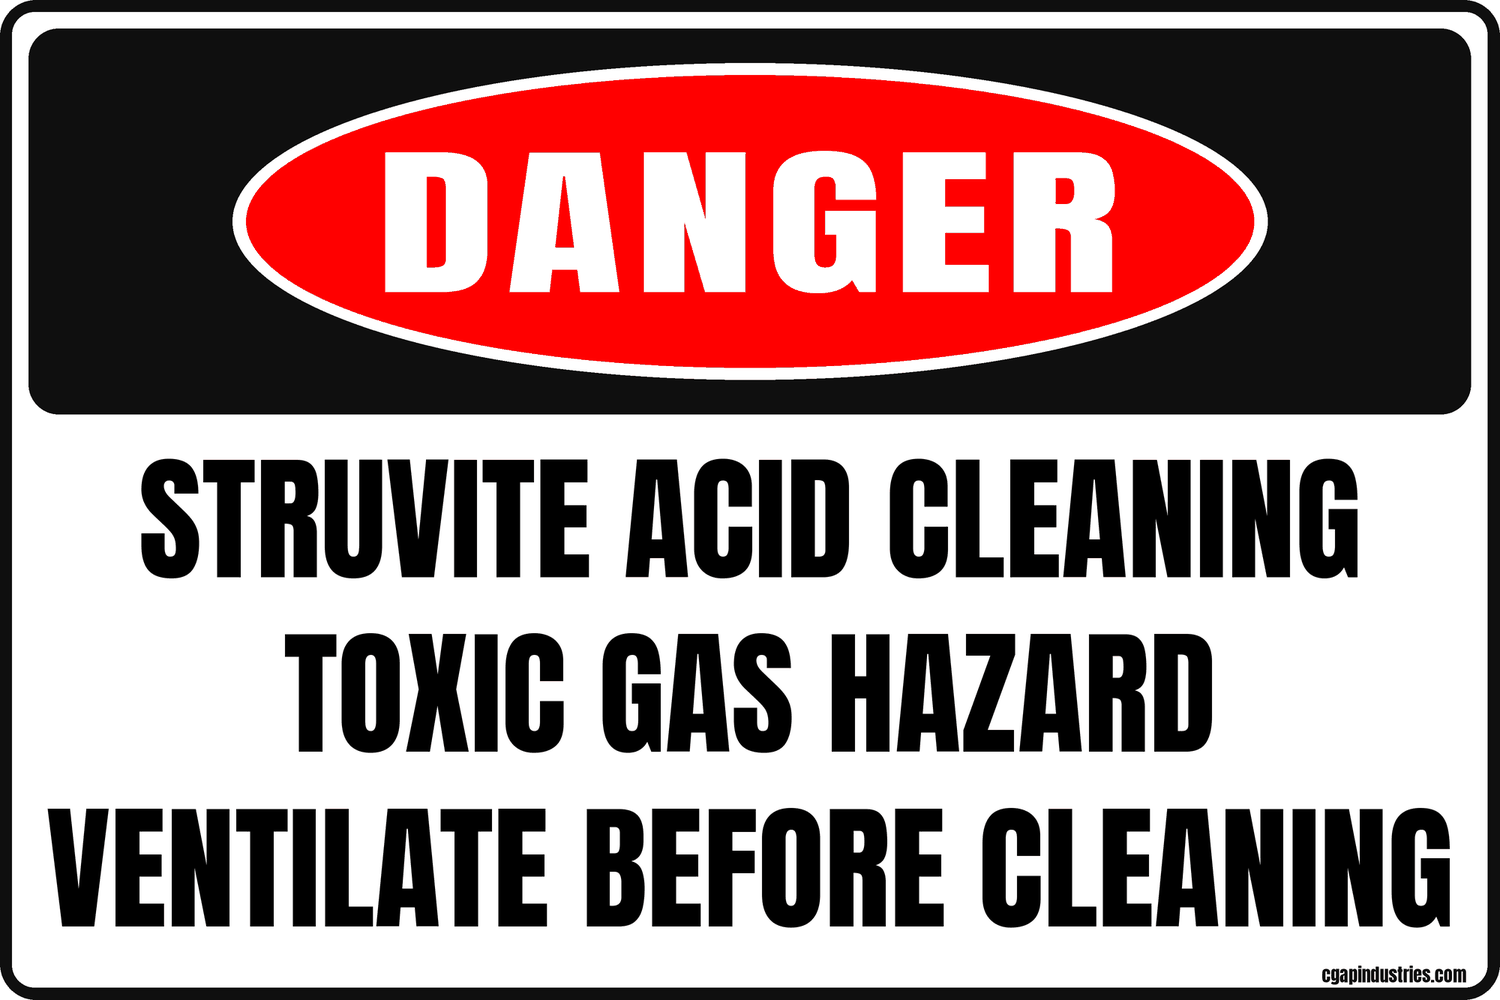 DANGER
STRUVITE ACID CLEANING
TOXIC GAS HAZARD
VENTILATE BEFORE CLEANING
cgapindustries.com